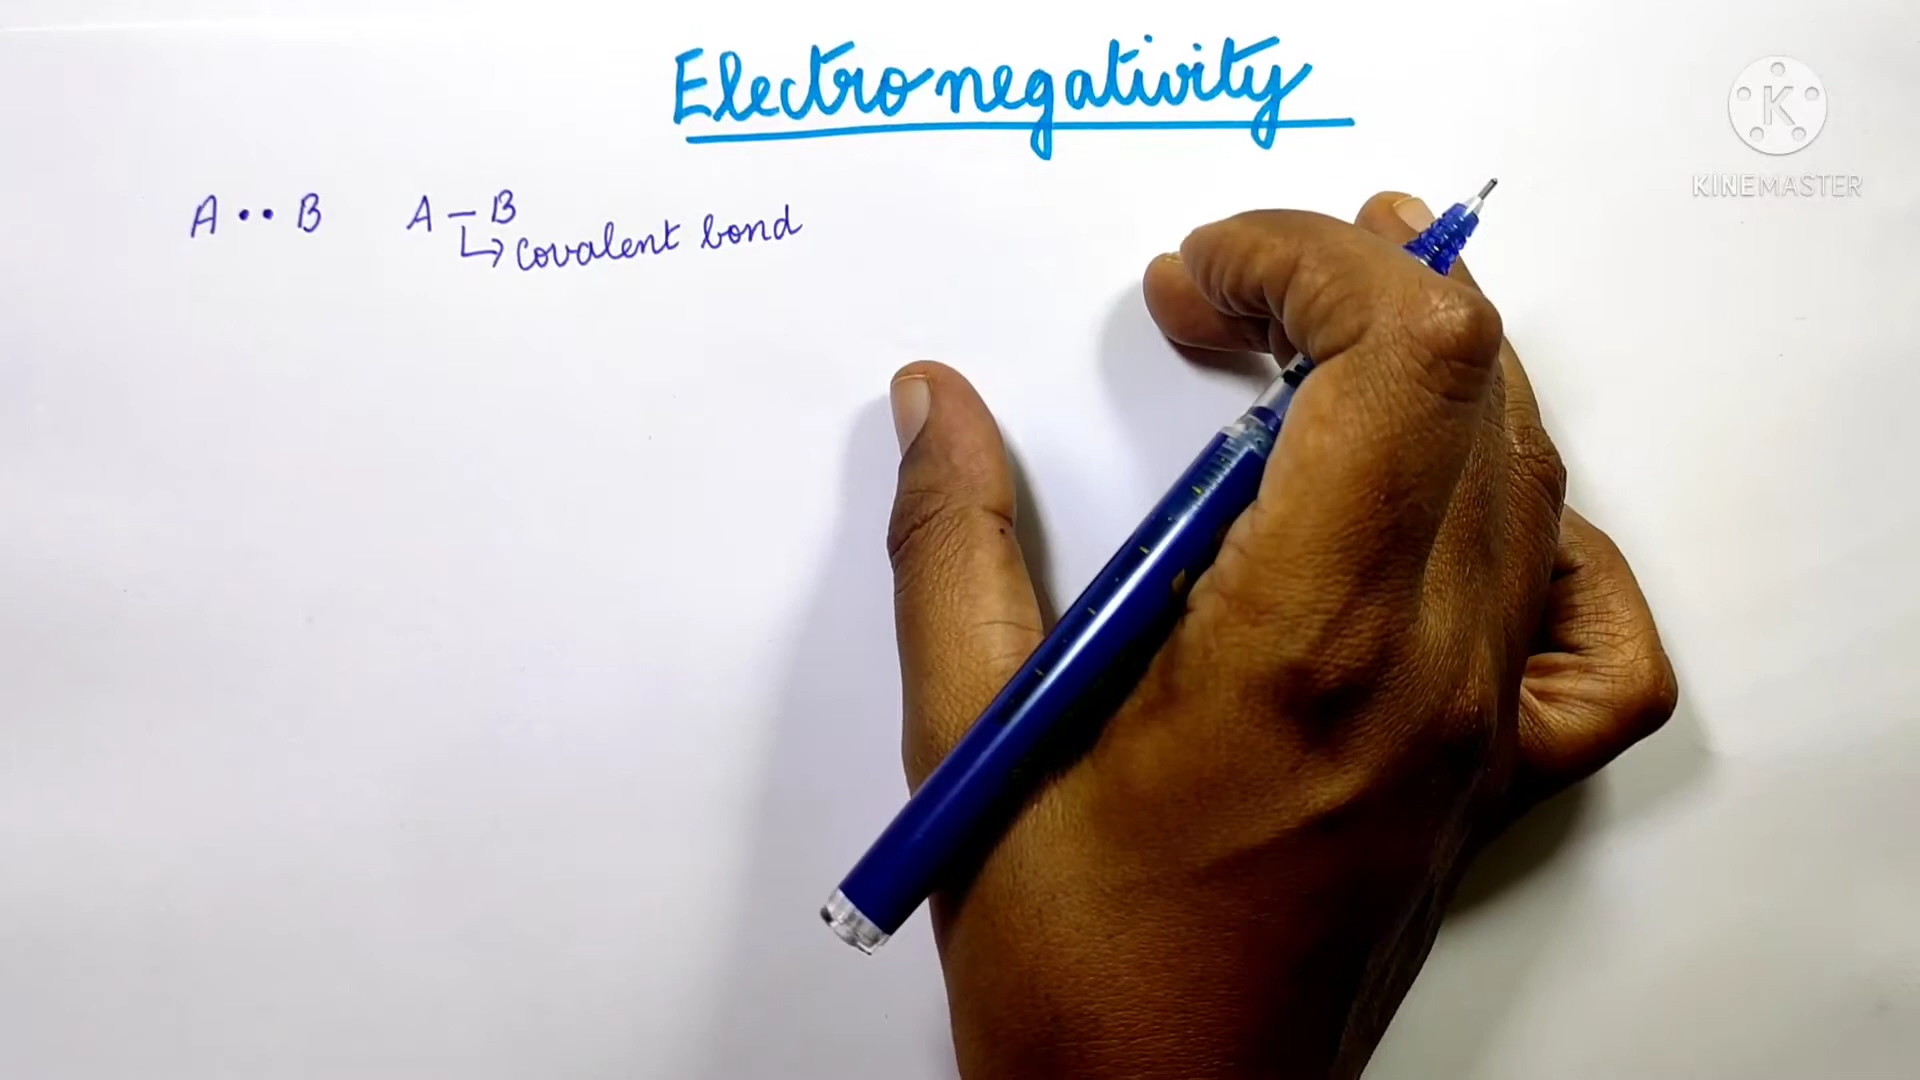 Electronegativity
K
KINEMASTER
A •• B A – B
↳ Covalent bond